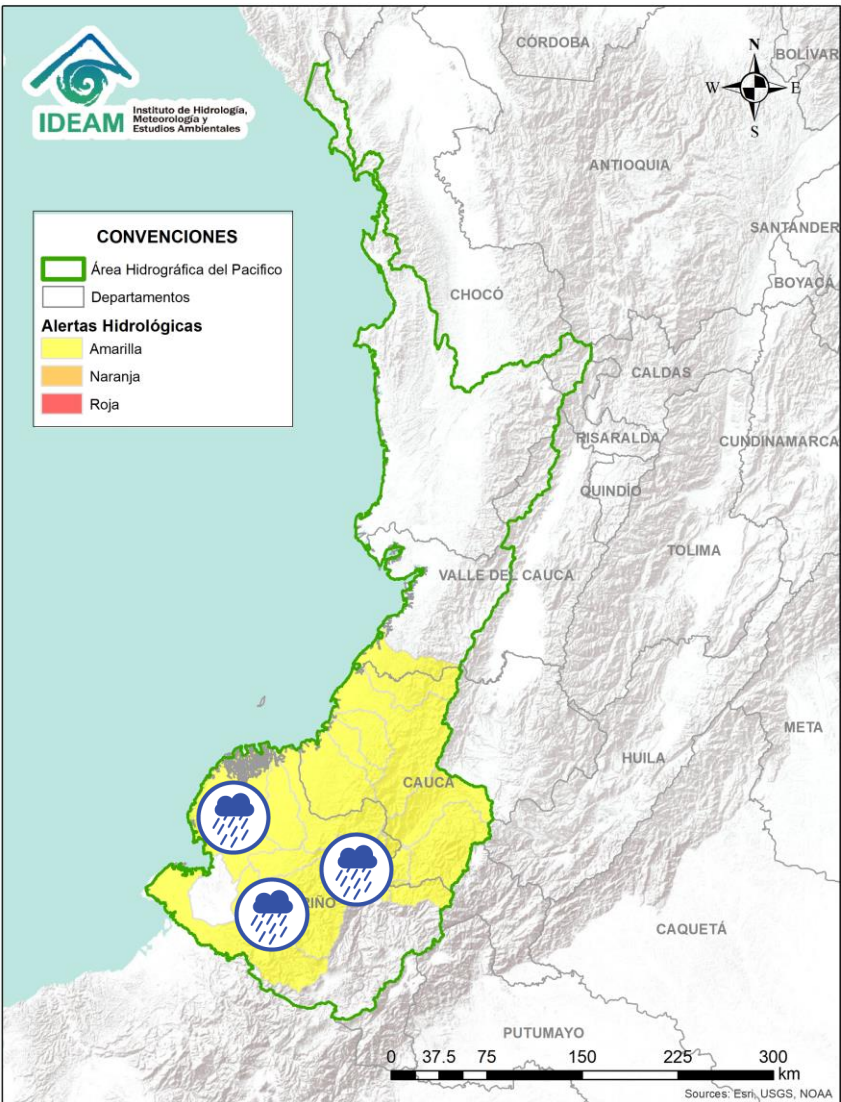 IDEAM
Instituto de Hidrología,
Meteorología y
Estudios Ambientales
CÓRDOBA
BOLÍVAR
N
W
E
S
ANTIOQUIA
SANTANDER
BOYACÁ
CONVENCIONES
Área Hidrográfica del Pacifico
Departamentos
Alertas Hidrológicas
Amarilla
Naranja
Roja
CHOCÓ
CALDAS
RISARALDA
CUNDINAMARCA
QUINDÍO
TOLIMA
VALLE DEL CAUCA
META
HUILA
CAUCA
RIÑO
CAQUETÁ
PUTUMAYO
0 37.5 75 150 225 300
km
Sources: Esri, USGS, NOAA